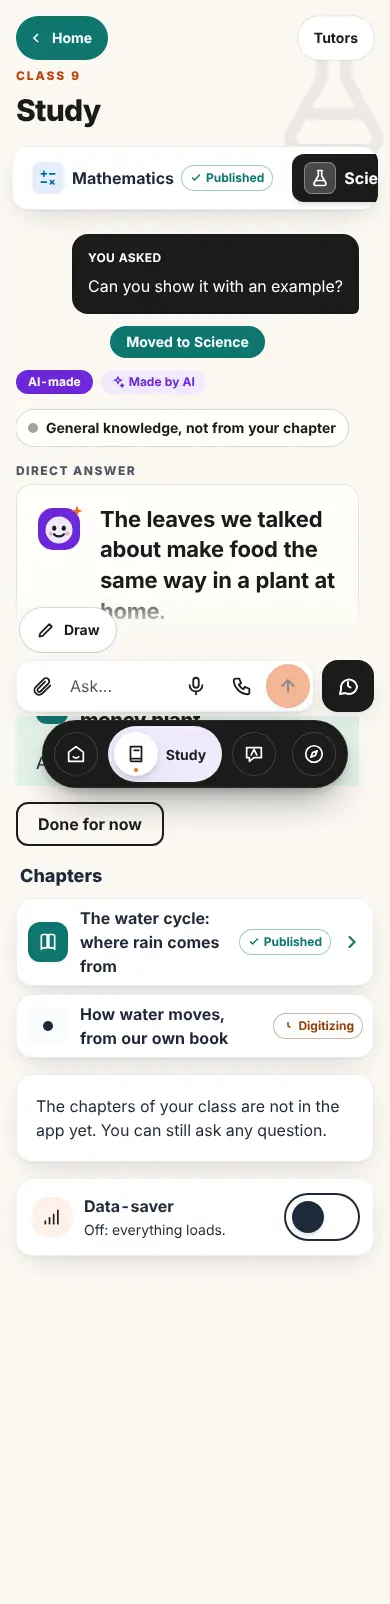 Home
Tutors
CLASS 9
Study
Mathematics
Published
Scie
YOU ASKED
Can you show it with an example?
Moved to Science
AI-made
Made by AI
General knowledge, not from your chapter
DIRECT ANSWER
The leaves we talked
about make food the
same way in a plant at
home.
Draw
Ask...
money plant
A
Study
Done for now
Chapters
The water cycle:
where rain comes
from
Published
How water moves,
from our own book
Digitizing
The chapters of your class are not in the
app yet. You can still ask any question.
Data-saver
Off: everything loads.